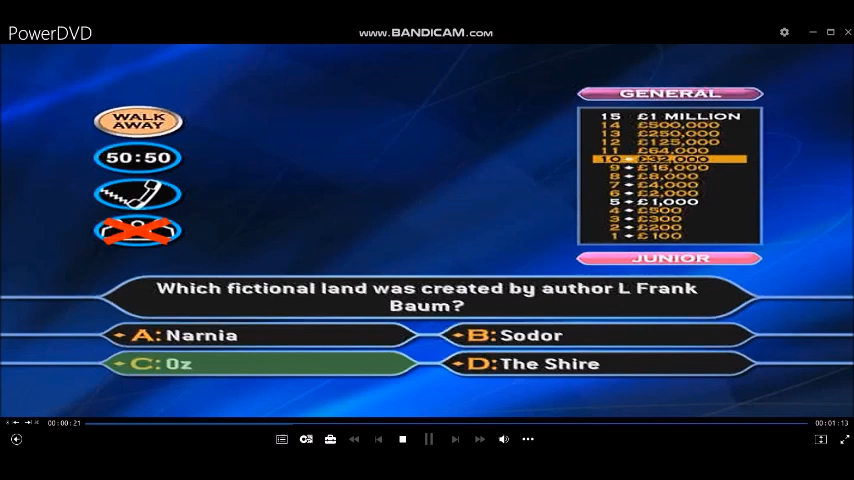 PowerDVD
www.BANDICAM.com
WALK
AWAY
50:50
GENERAL
15 £1 MILLION
14 £500,000
13 £250,000
12 £125,000
11 £64,000
10 £32,000
9 £16,000
8 £8,000
7 £4,000
6 £2,000
5 £1,000
4 £500
3 £300
2 £200
1 £100
JUNIOR
Which fictional land was created by author L Frank
Baum?
A: Narnia
B: Sodor
C: Oz
D: The Shire
00:00:21
00:01:13